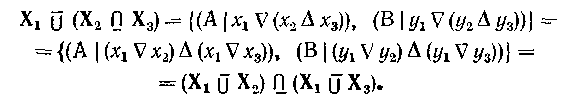 X₁ ⋃̄ (X₂ ⋂̲ X₃) = {(A | x₁ ∇ (x₂ Δ x₃)), (B | y₁ ∇ (y₂ Δ y₃))} =
= {(A | (x₁ ∇ x₂) Δ (x₁ ∇ x₃)), (B | (y₁ ∇ y₂) Δ (y₁ ∇ y₃))} =
= (X₁ ⋃̄ X₂) ⋂̲ (X₁ ⋃̄ X₃).